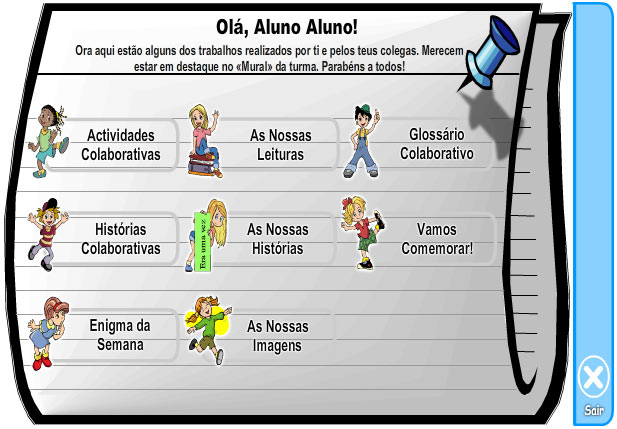 Olá, Aluno Aluno!
Ora aqui estão alguns dos trabalhos realizados por ti e pelos teus colegas. Merecem
estar em destaque no «Mural» da turma. Parabéns a todos!
Actividades
Colaborativas
As Nossas
Leituras
Glossário
Colaborativo
Histórias
Colaborativas
Era uma vez
As Nossas
Histórias
Vamos
Comemorar!
Enigma da
Semana
As Nossas
Imagens
Sair